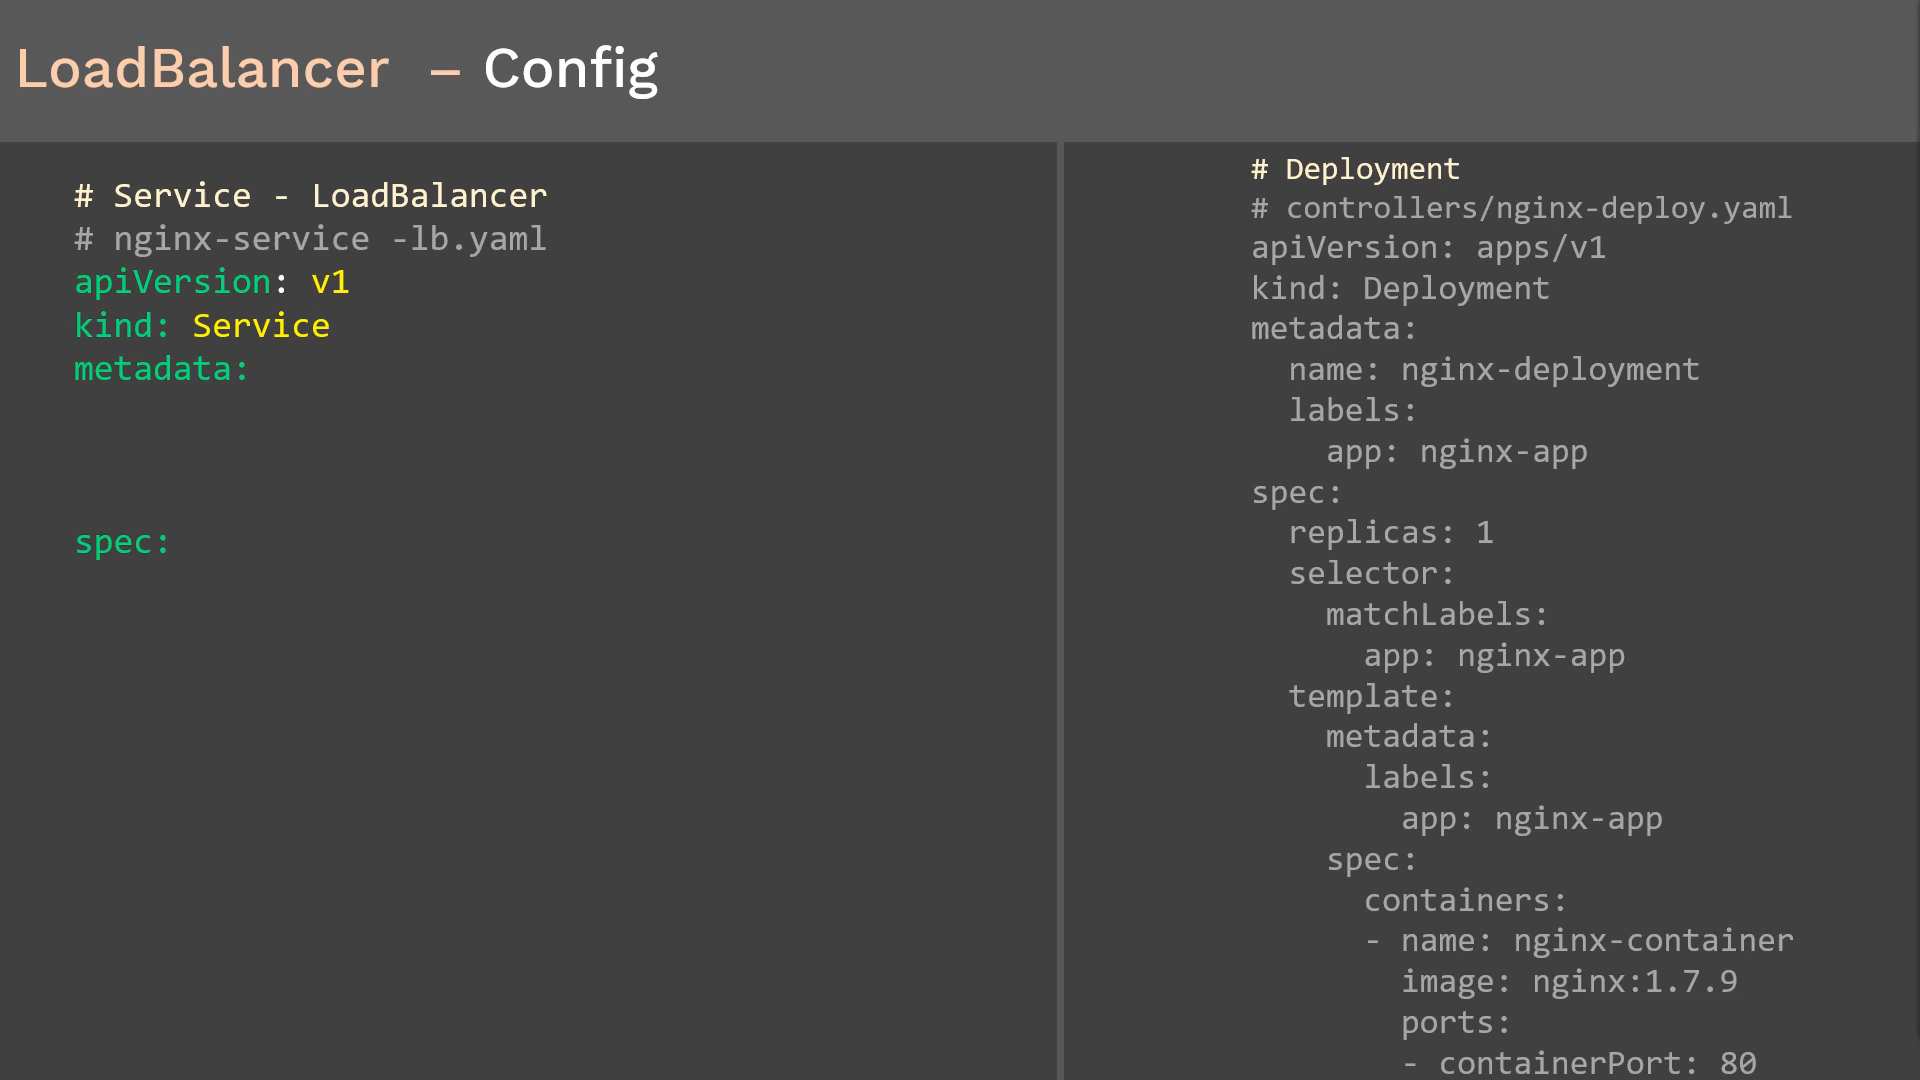 LoadBalancer – Config
# Service - LoadBalancer
# nginx-service -lb.yaml
apiVersion: v1
kind: Service
metadata:
spec:
# Deployment
# controllers/nginx-deploy.yaml
apiVersion: apps/v1
kind: Deployment
metadata:
  name: nginx-deployment
  labels:
    app: nginx-app
spec:
  replicas: 1
  selector:
    matchLabels:
      app: nginx-app
  template:
    metadata:
      labels:
        app: nginx-app
    spec:
      containers:
      - name: nginx-container
        image: nginx:1.7.9
        ports:
        - containerPort: 80